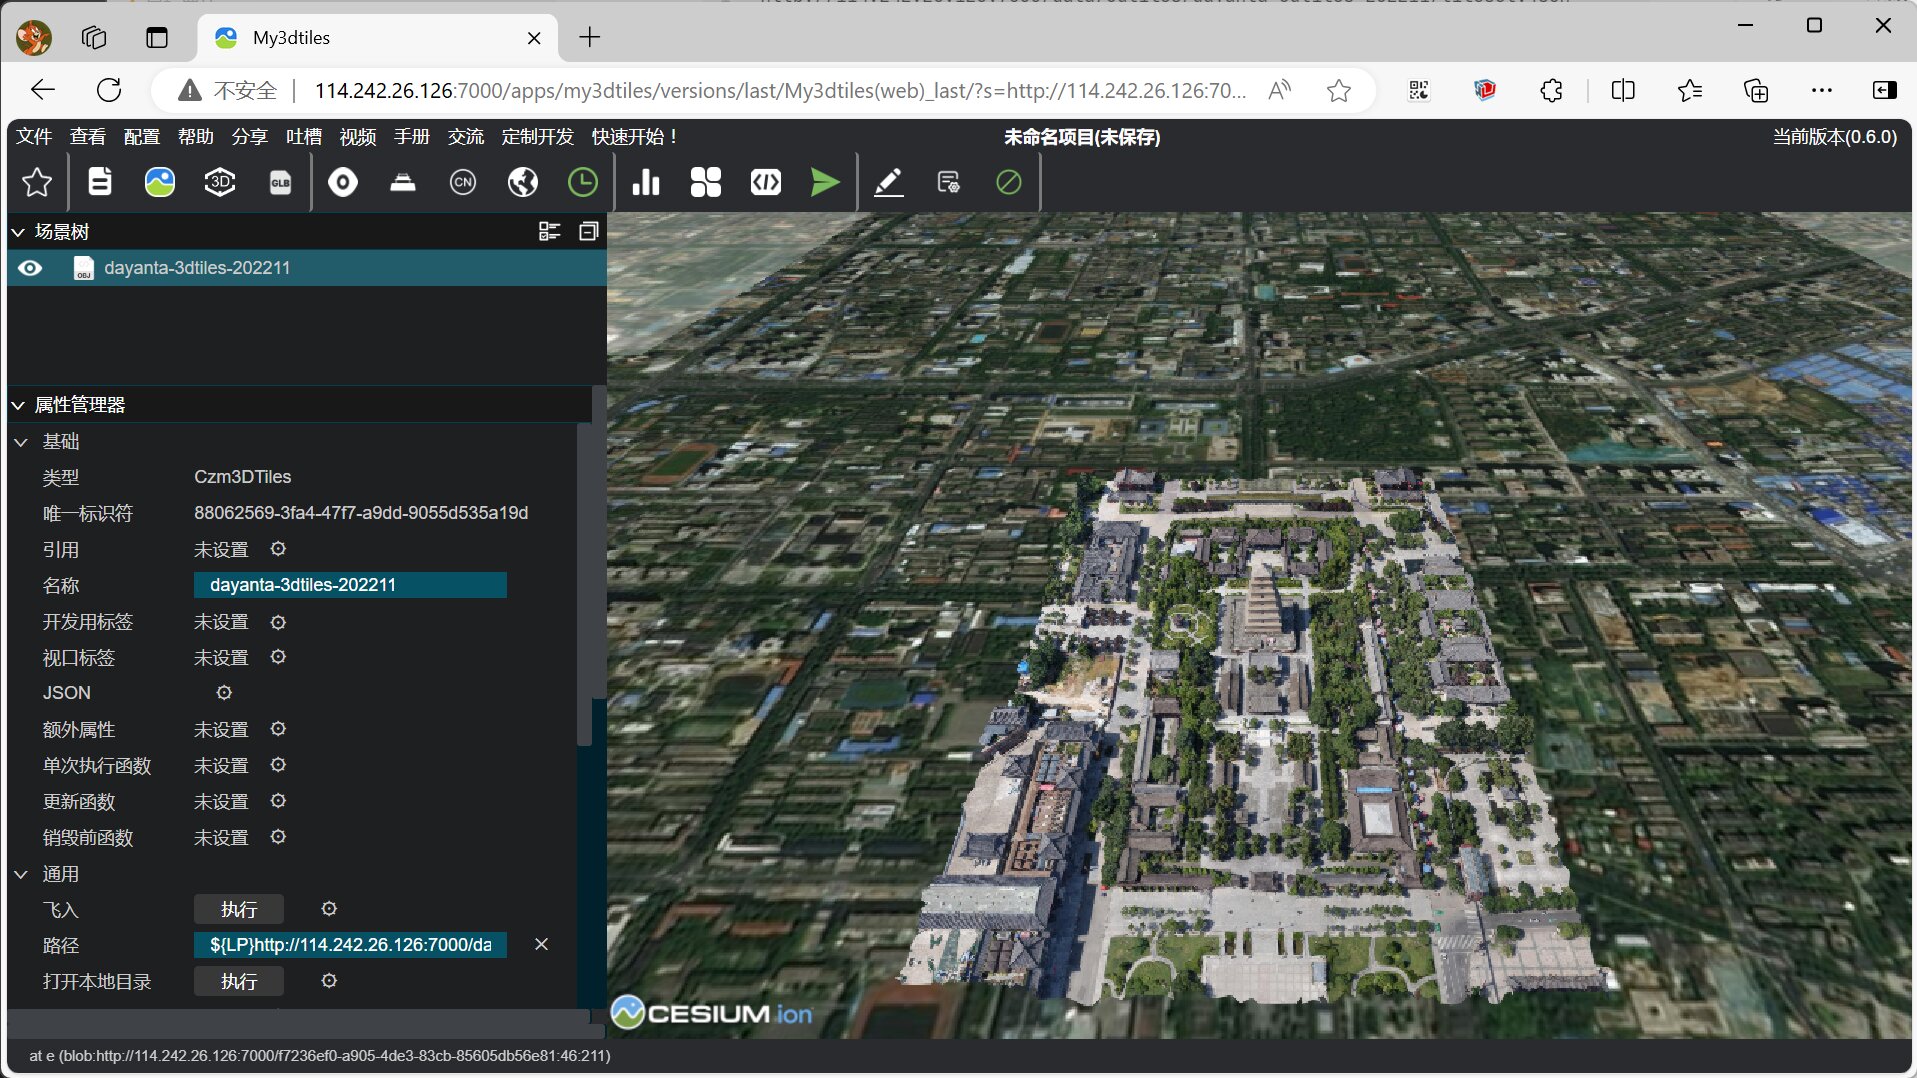 My3dtiles
不安全
114.242.26.126:7000/apps/my3dtiles/versions/last/My3dtiles(web)_last/?s=http://114.242.26.126:70...
文件 查看 配置 帮助 分享 吐槽 视频 手册 交流 定制开发 快速开始！
未命名项目(未保存)
当前版本(0.6.0)
3D
GLB
CN
场景树
OBJ
dayanta-3dtiles-202211
属性管理器
基础
类型 Czm3DTiles
唯一标识符 88062569-3fa4-47f7-a9dd-9055d535a19d
引用 未设置
名称 dayanta-3dtiles-202211
开发用标签 未设置
视口标签 未设置
JSON
额外属性 未设置
单次执行函数 未设置
更新函数 未设置
销毁前函数 未设置
通用
飞入 执行
路径 ${LP}http://114.242.26.126:7000/da
打开本地目录 执行
CESIUM ion
at e (blob:http://114.242.26.126:7000/f7236ef0-a905-4de3-83cb-85605db56e81:46:211)